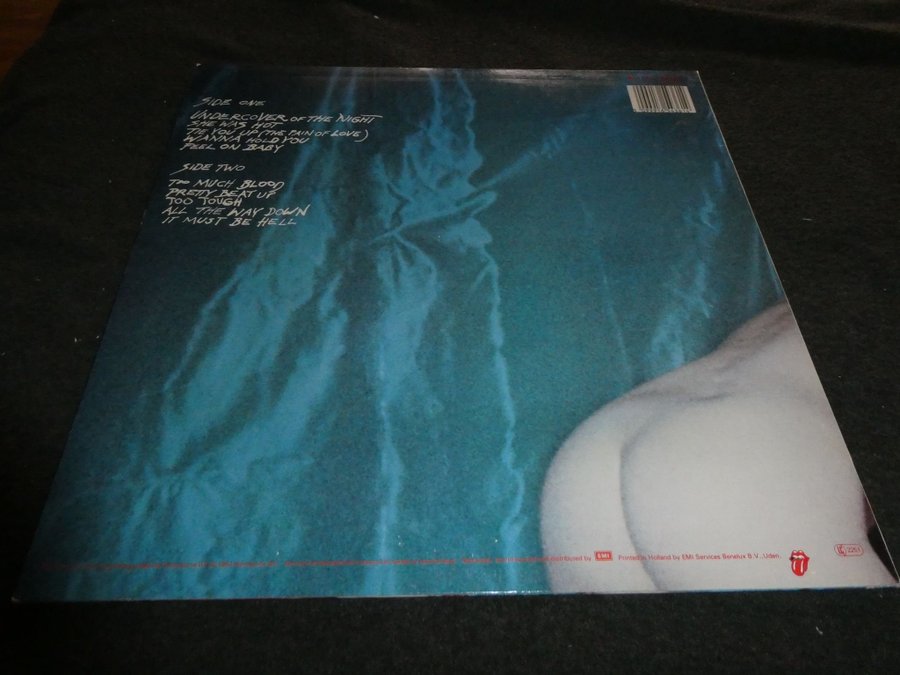 SIDE ONE
UNDERCOVER OF THE NIGHT
SHE WAS HOT
TIE YOU UP (THE PAIN OF LOVE)
WANNA HOLD YOU
FEEL ON BABY
SIDE TWO
TOO MUCH BLOOD
PRETTY BEAT UP
TOO TOUGH
ALL THE WAY DOWN
IT MUST BE HELL
distributed by EMI Printed in Holland by EMI Services Benelux B.V., Uden.